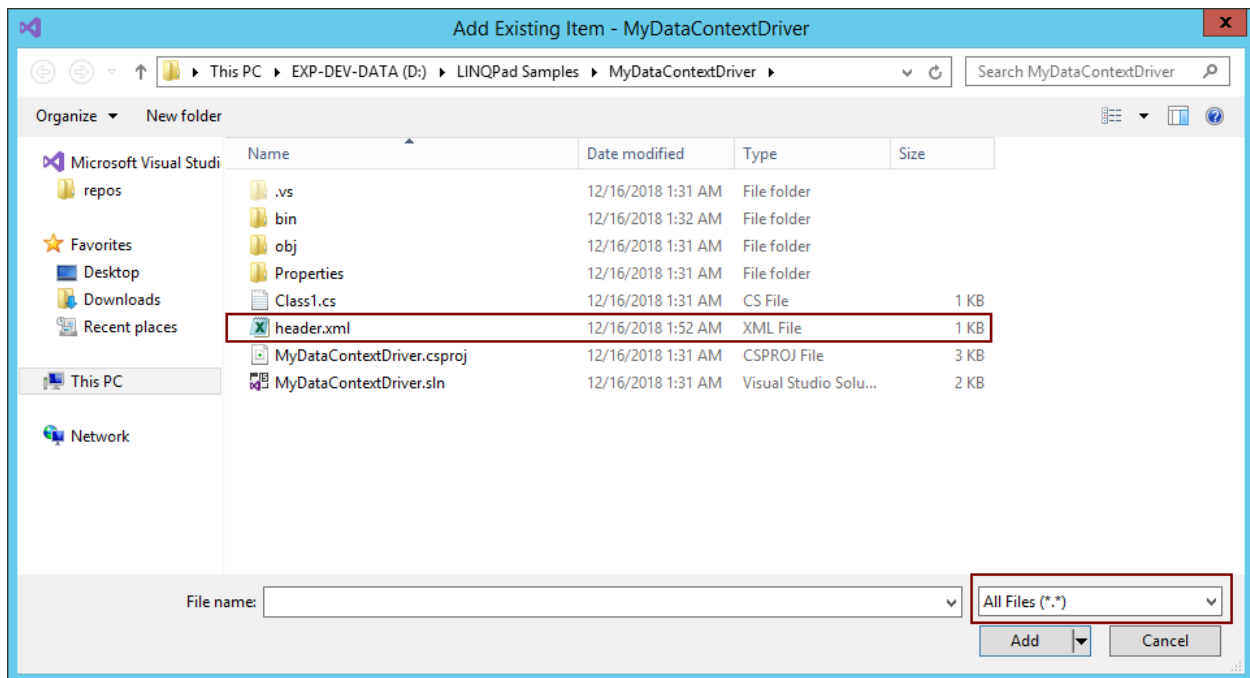 Add Existing Item - MyDataContextDriver
x
This PC EXP-DEV-DATA (D:) LINQPad Samples MyDataContextDriver
Search MyDataContextDriver
Organize New folder
Microsoft Visual Studi
repos
Favorites
Desktop
Downloads
Recent places
This PC
Network
Name Date modified Type Size
.vs 12/16/2018 1:31 AM File folder
bin 12/16/2018 1:32 AM File folder
obj 12/16/2018 1:31 AM File folder
Properties 12/16/2018 1:31 AM File folder
Class1.cs 12/16/2018 1:31 AM CS File 1 KB
header.xml 12/16/2018 1:52 AM XML File 1 KB
MyDataContextDriver.csproj 12/16/2018 1:31 AM CSPROJ File 3 KB
MyDataContextDriver.sln 12/16/2018 1:31 AM Visual Studio Solu... 2 KB
File name:
All Files (*.*)
Add Cancel